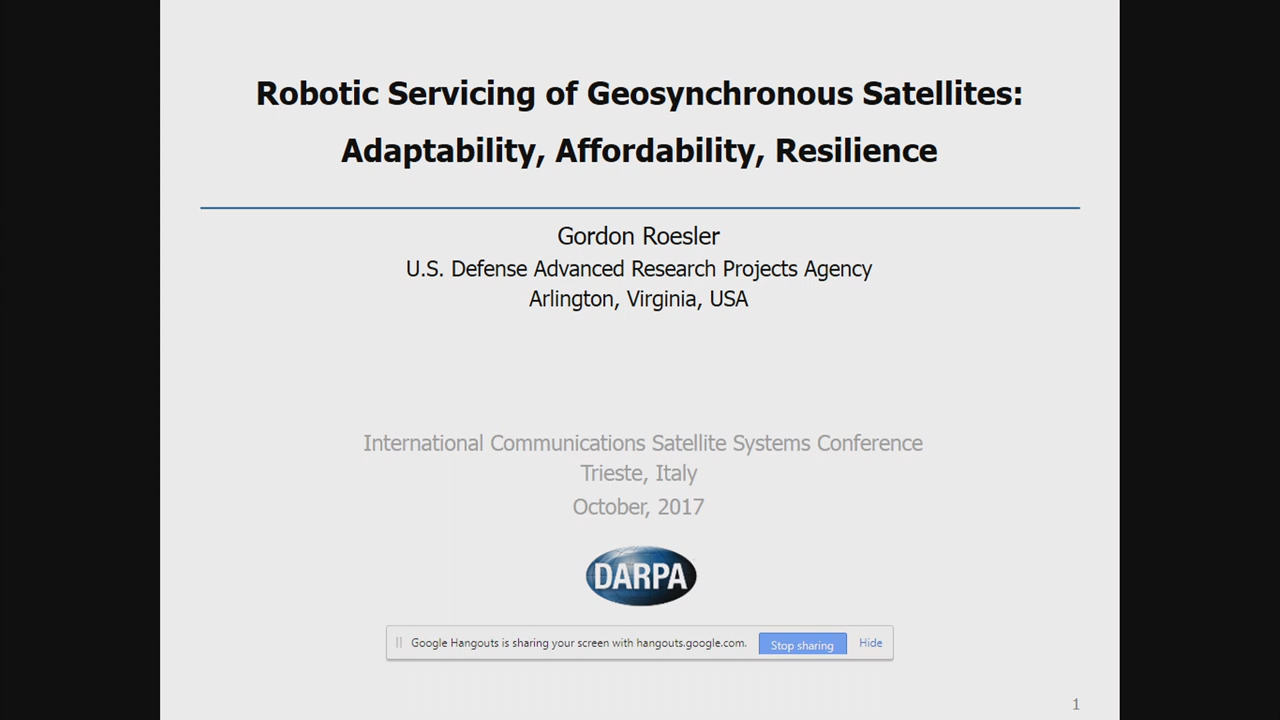 Robotic Servicing of Geosynchronous Satellites:
Adaptability, Affordability, Resilience
Gordon Roesler
U.S. Defense Advanced Research Projects Agency
Arlington, Virginia, USA
International Communications Satellite Systems Conference
Trieste, Italy
October, 2017
DARPA
Google Hangouts is sharing your screen with hangouts.google.com. Stop sharing Hide
1